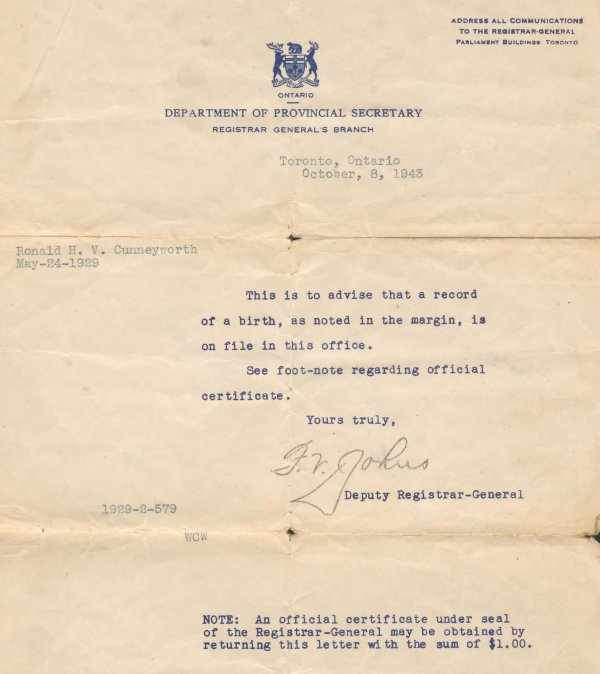 ADDRESS ALL COMMUNICATIONS
TO THE REGISTRAR-GENERAL
PARLIAMENT BUILDINGS TORONTO
ONTARIO
DEPARTMENT OF PROVINCIAL SECRETARY
REGISTRAR GENERAL'S BRANCH
Toronto, Ontario
October, 8, 1943
Ronald H. V. Cunneyworth
May-24-1929
This is to advise that a record
of a birth, as noted in the margin, is
on file in this office.
See foot-note regarding official
certificate.
Yours truly,
F. V. Johns
Deputy Registrar-General
1929-2-579
WCW
NOTE: An official certificate under seal
of the Registrar-General may be obtained by
returning this letter with the sum of $1.00.